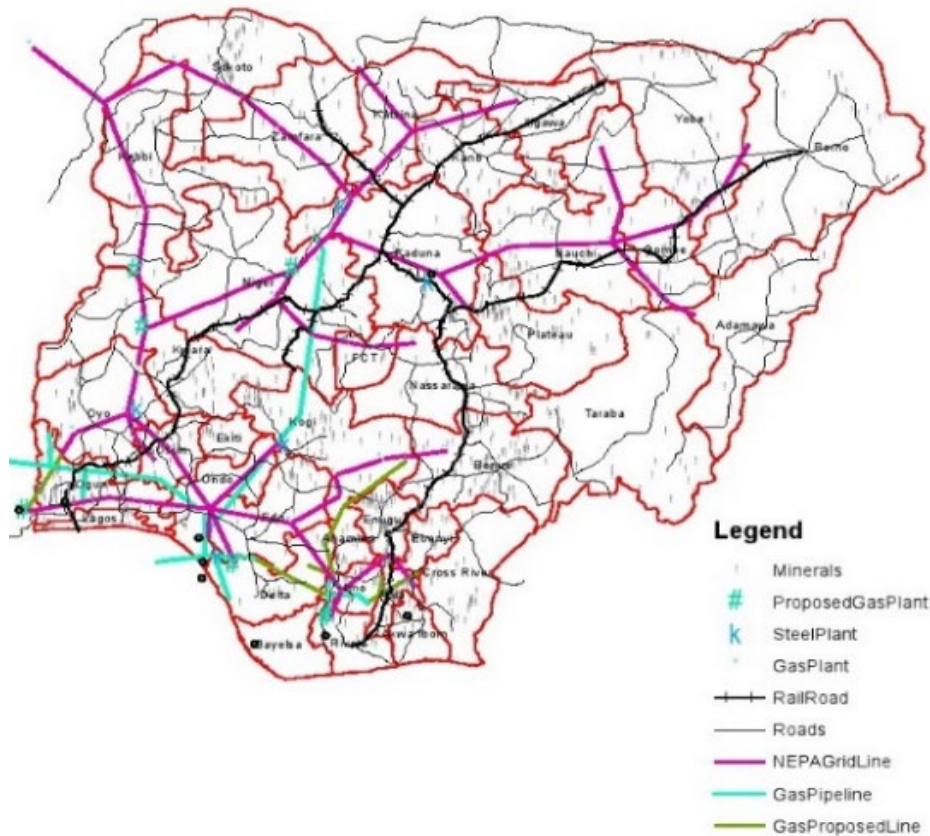 Sokoto
Katsina
Jigawa
Yobe
Zamfara
Kano
Borno
Kebbi
Kaduna
Bauchi
Gombe
Niger
Adamawa
Plateau
Kwara
FCT
Nassarawa
Taraba
Oyo
Kogi
Ekiti
Benue
Ondo
Ogun
Lagos
Edo
Enugu
Anambra
Ebonyi
Cross River
Delta
Imo
Bayelsa
Rivers
Akwa Ibom
Legend
Minerals
# ProposedGasPlant
k SteelPlant
GasPlant
RailRoad
Roads
NEPAGridLine
GasPipeline
GasProposedLine